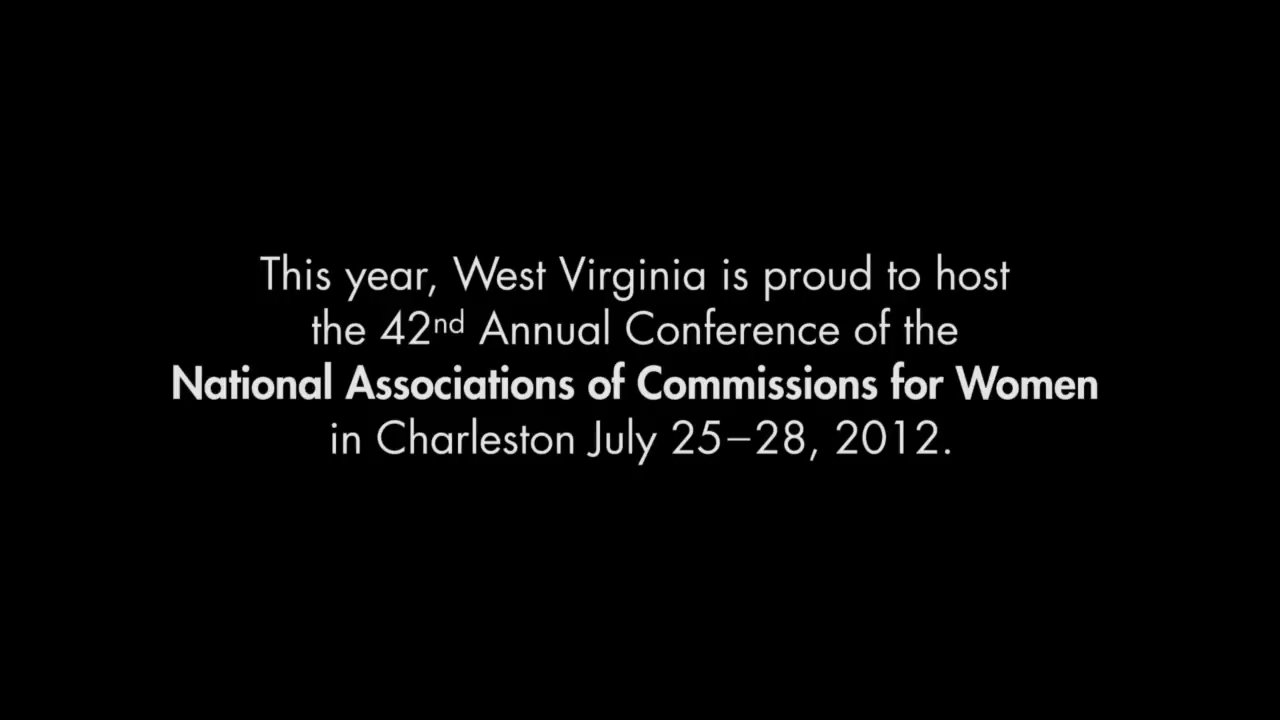 This year, West Virginia is proud to host
the 42nd Annual Conference of the
National Associations of Commissions for Women
in Charleston July 25–28, 2012.